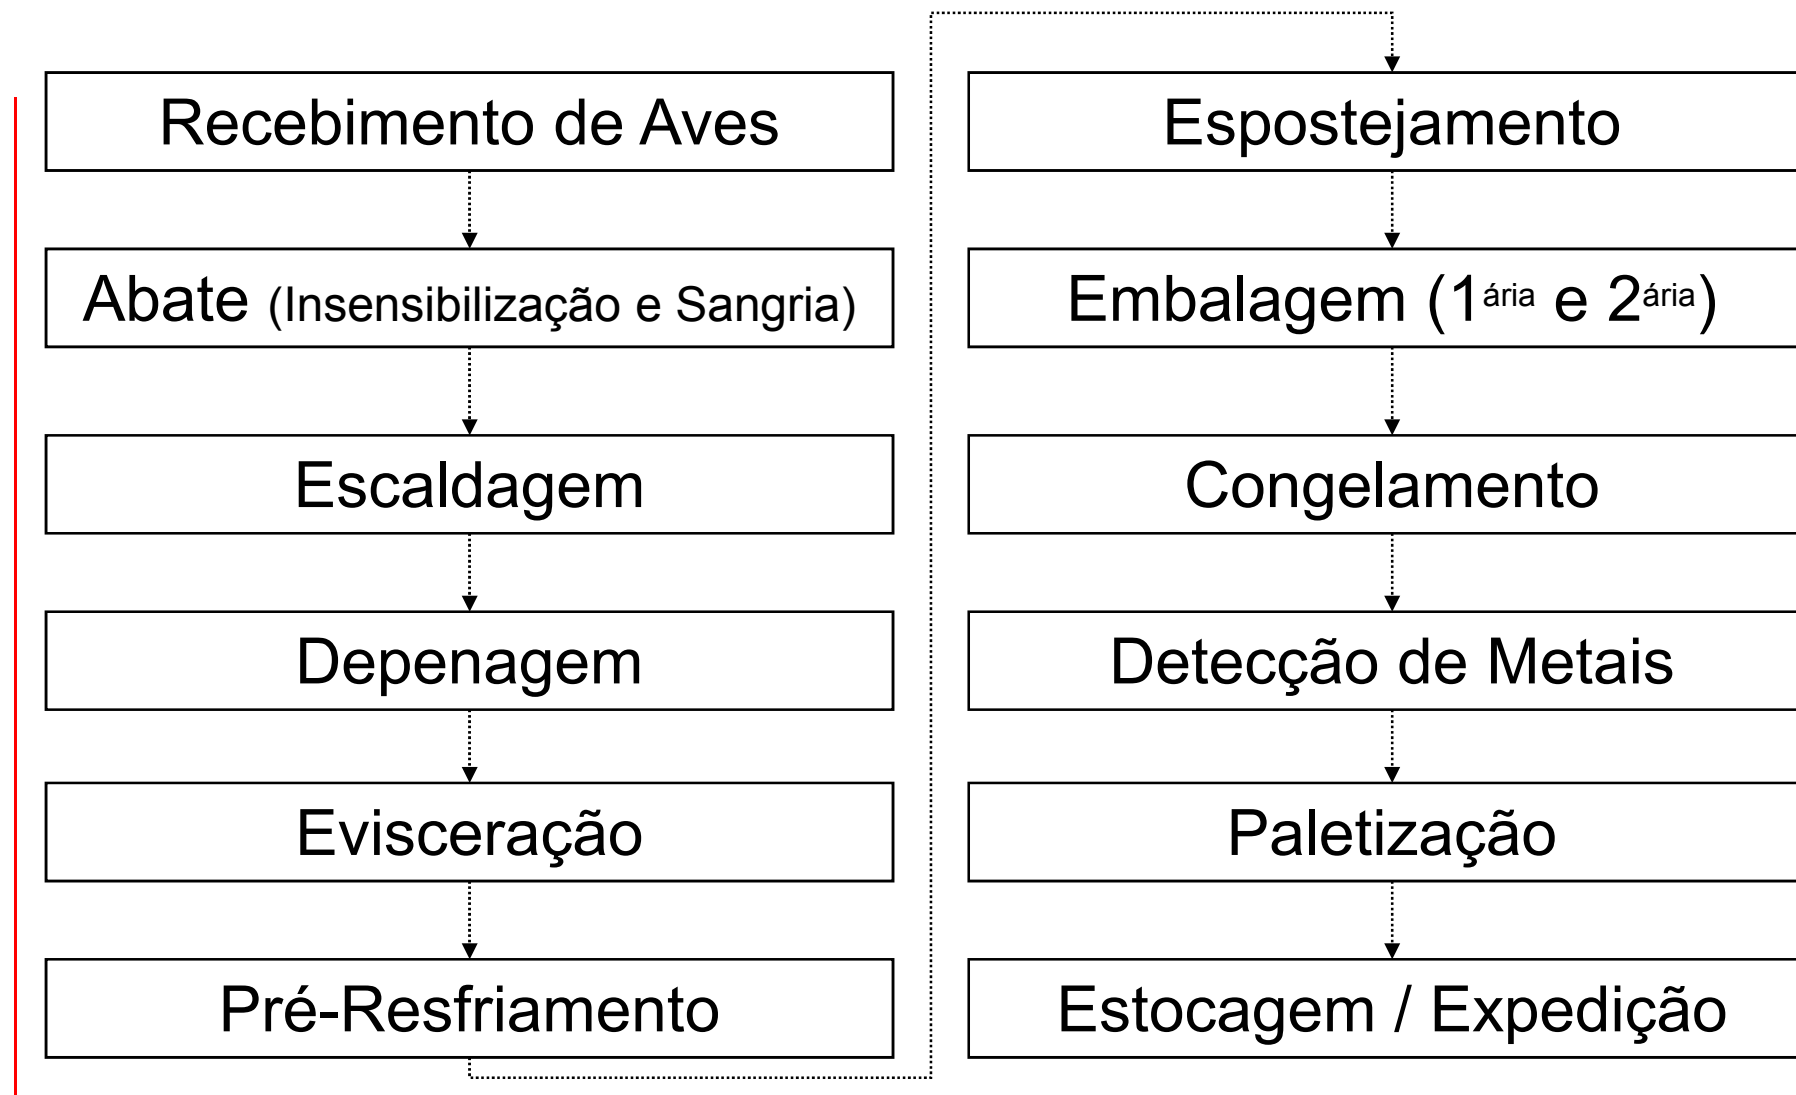 Recebimento de Aves
Abate (Insensibilização e Sangria)
Escaldagem
Depenagem
Evisceração
Pré-Resfriamento
Espostejamento
Embalagem (1ária e 2ária)
Congelamento
Detecção de Metais
Paletização
Estocagem / Expedição